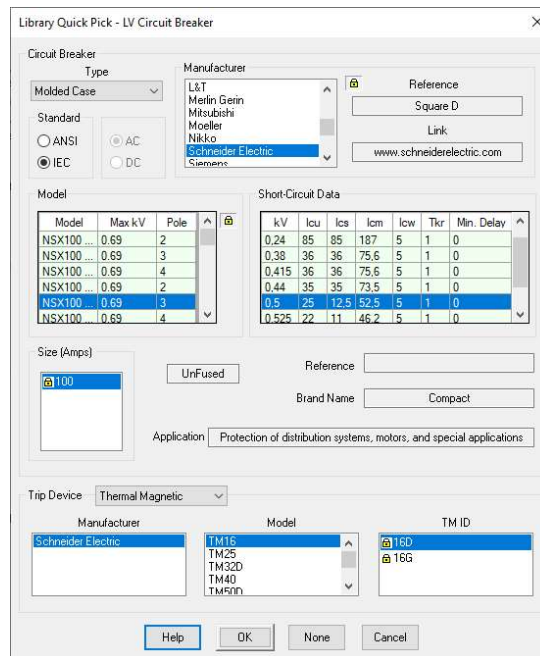 Library Quick Pick - LV Circuit Breaker
Circuit Breaker
Type
Molded Case
Standard
ANSI
IEC
AC
DC
Manufacturer
L&T
Merlin Gerin
Mitsubishi
Moeller
Nikko
Schneider Electric
Siemens
Reference
Square D
Link
www.schneiderelectric.com
Model
Model Max kV Pole
NSX100 ... 0.69 2
NSX100 ... 0.69 3
NSX100 ... 0.69 4
NSX100 ... 0.69 2
NSX100 ... 0.69 3
NSX100 ... 0.69 4
Short-Circuit Data
kV Icu Ics Icm Icw Tkr Min. Delay
0,24 85 85 187 5 1 0
0,38 36 36 75,6 5 1 0
0,415 36 36 75,6 5 1 0
0,44 35 35 73,5 5 1 0
0,5 25 12,5 52,5 5 1 0
0.525 22 11 46.2 5 1 0
Size (Amps)
100
UnFused
Reference
Brand Name Compact
Application Protection of distribution systems, motors, and special applications
Trip Device Thermal Magnetic
Manufacturer
Schneider Electric
Model
TM16
TM25
TM32D
TM40
TM50D
TM ID
16D
16G
Help OK None Cancel